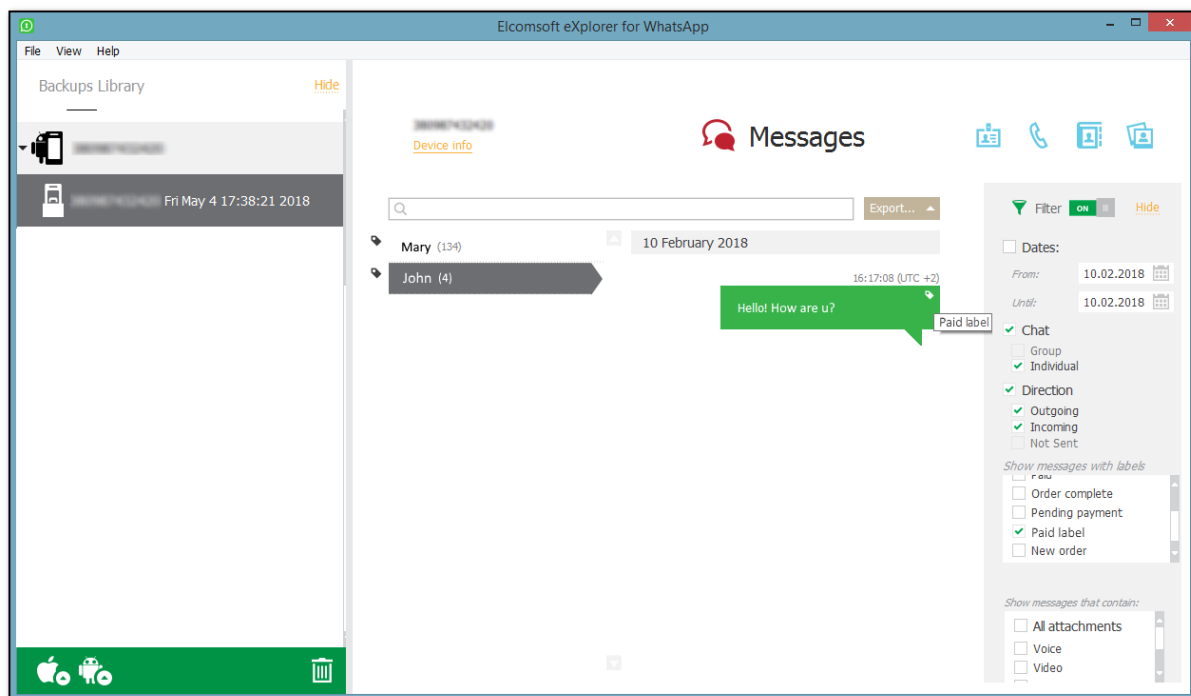 Elcomsoft eXplorer for WhatsApp
File View Help
Backups Library
Hide
Fri May 4 17:38:21 2018
Device info
Messages
Export...
Mary (134)
John (4)
10 February 2018
16:17:08 (UTC +2)
Hello! How are u?
Paid label
Filter ON Hide
Dates:
From: 10.02.2018
Until: 10.02.2018
Chat
Group
Individual
Direction
Outgoing
Incoming
Not Sent
Show messages with labels
Paid
Order complete
Pending payment
Paid label
New order
Show messages that contain:
All attachments
Voice
Video